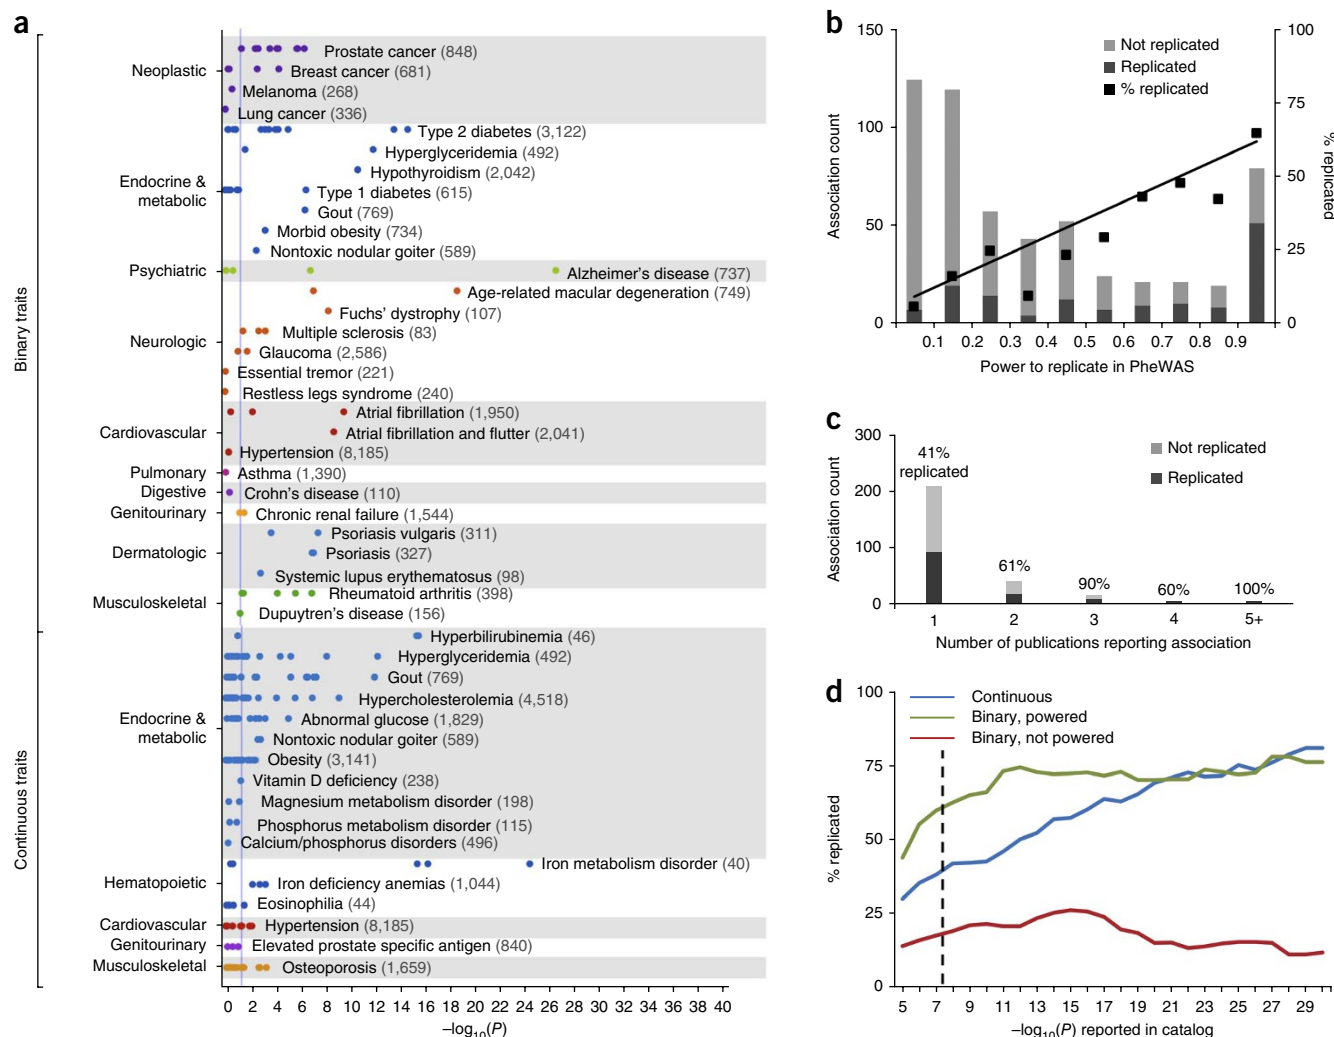 a
Binary traits
Continuous traits
Neoplastic
Prostate cancer (848)
Breast cancer (681)
Melanoma (268)
Lung cancer (336)
Endocrine &
metabolic
Type 2 diabetes (3,122)
Hyperglyceridemia (492)
Hypothyroidism (2,042)
Type 1 diabetes (615)
Gout (769)
Morbid obesity (734)
Nontoxic nodular goiter (589)
Psychiatric
Alzheimer's disease (737)
Neurologic
Age-related macular degeneration (749)
Fuchs' dystrophy (107)
Multiple sclerosis (83)
Glaucoma (2,586)
Essential tremor (221)
Restless legs syndrome (240)
Cardiovascular
Atrial fibrillation (1,950)
Atrial fibrillation and flutter (2,041)
Hypertension (8,185)
Pulmonary
Asthma (1,390)
Digestive
Crohn's disease (110)
Genitourinary
Chronic renal failure (1,544)
Dermatologic
Psoriasis vulgaris (311)
Psoriasis (327)
Systemic lupus erythematosus (98)
Musculoskeletal
Rheumatoid arthritis (398)
Dupuytren's disease (156)
Endocrine &
metabolic
Hyperbilirubinemia (46)
Hyperglyceridemia (492)
Gout (769)
Hypercholesterolemia (4,518)
Abnormal glucose (1,829)
Nontoxic nodular goiter (589)
Obesity (3,141)
Vitamin D deficiency (238)
Magnesium metabolism disorder (198)
Phosphorus metabolism disorder (115)
Calcium/phosphorus disorders (496)
Hematopoietic
Iron metabolism disorder (40)
Iron deficiency anemias (1,044)
Eosinophilia (44)
Cardiovascular
Hypertension (8,185)
Genitourinary
Elevated prostate specific antigen (840)
Musculoskeletal
Osteoporosis (1,659)
0 2 4 6 8 10 12 14 16 18 20 22 24 26 28 30 32 34 36 38 40
–log10(P)
b
150
100
50
0
Association count
Not replicated
Replicated
% replicated
100
75
50
25
0
% replicated
0.1 0.2 0.3 0.4 0.5 0.6 0.7 0.8 0.9
Power to replicate in PheWAS
c
300
200
100
0
Association count
41%
replicated
61%
90%
60%
100%
Not replicated
Replicated
1 2 3 4 5+
Number of publications reporting association
d
100
75
50
25
0
% replicated
Continuous
Binary, powered
Binary, not powered
5 7 9 11 13 15 17 19 21 23 25 27 29
–log10(P) reported in catalog